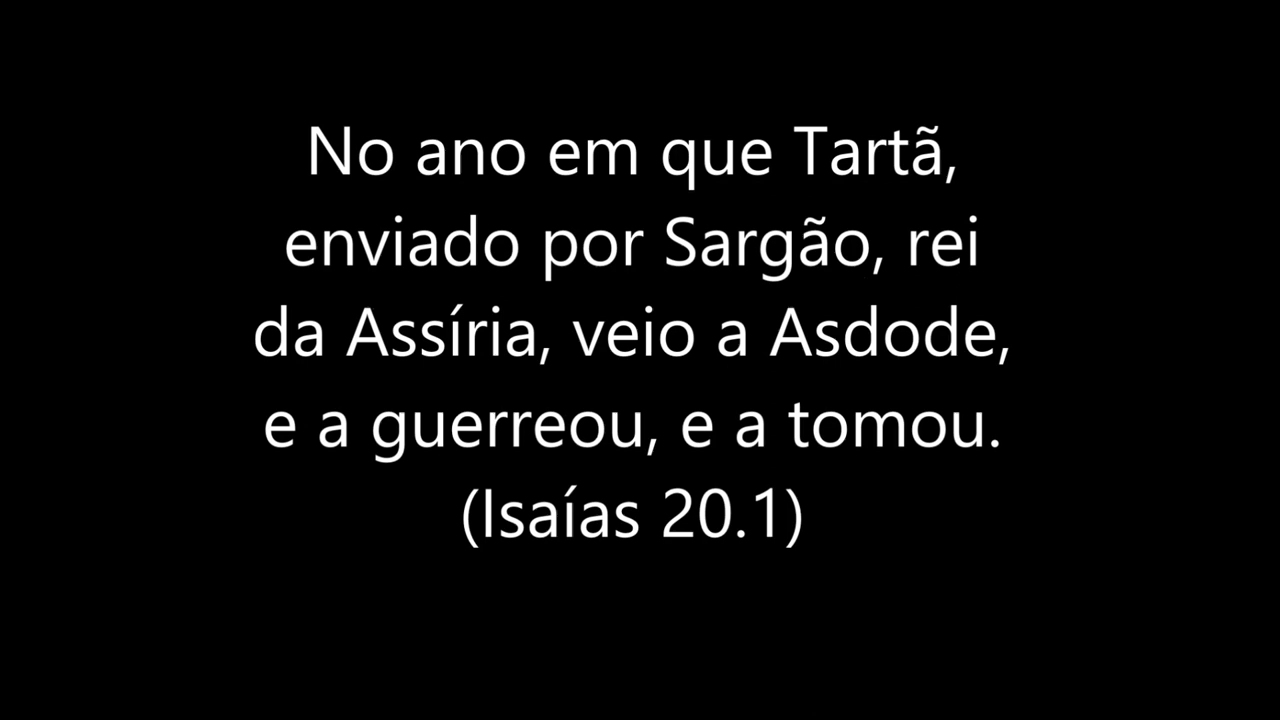 No ano em que Tartã,
enviado por Sargão, rei
da Assíria, veio a Asdode,
e a guerreou, e a tomou.
(Isaías 20.1)